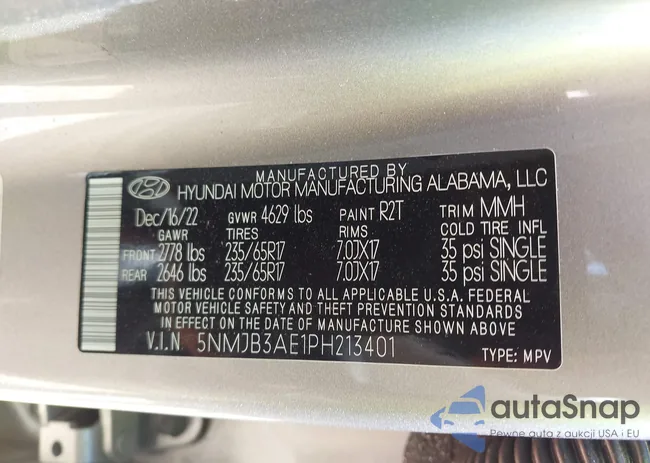 MANUFACTURED BY
HYUNDAI MOTOR MANUFACTURING ALABAMA, LLC
Dec/16/22 GVWR 4629 lbs PAINT R2T TRIM MMH
GAWR TIRES RIMS COLD TIRE INFL
FRONT 2778 lbs 235/65R17 7.0JX17 35 psi SINGLE
REAR 2646 lbs 235/65R17 7.0JX17 35 psi SINGLE
THIS VEHICLE CONFORMS TO ALL APPLICABLE U.S.A. FEDERAL
MOTOR VEHICLE SAFETY AND THEFT PREVENTION STANDARDS
IN EFFECT ON THE DATE OF MANUFACTURE SHOWN ABOVE
V.I.N 5NMJB3AE1PH213401 TYPE: MPV
autaSnap
Pewne auta z aukcji USA i EU